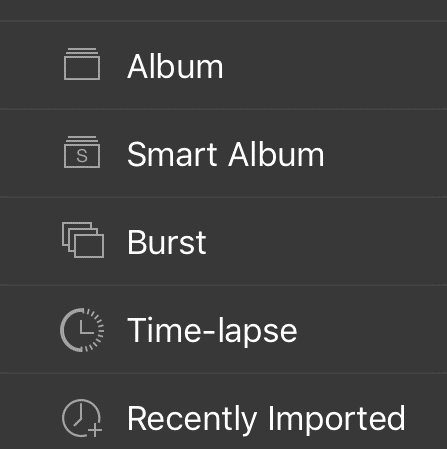 Album
S
Smart Album
Burst
Time-lapse
Recently Imported